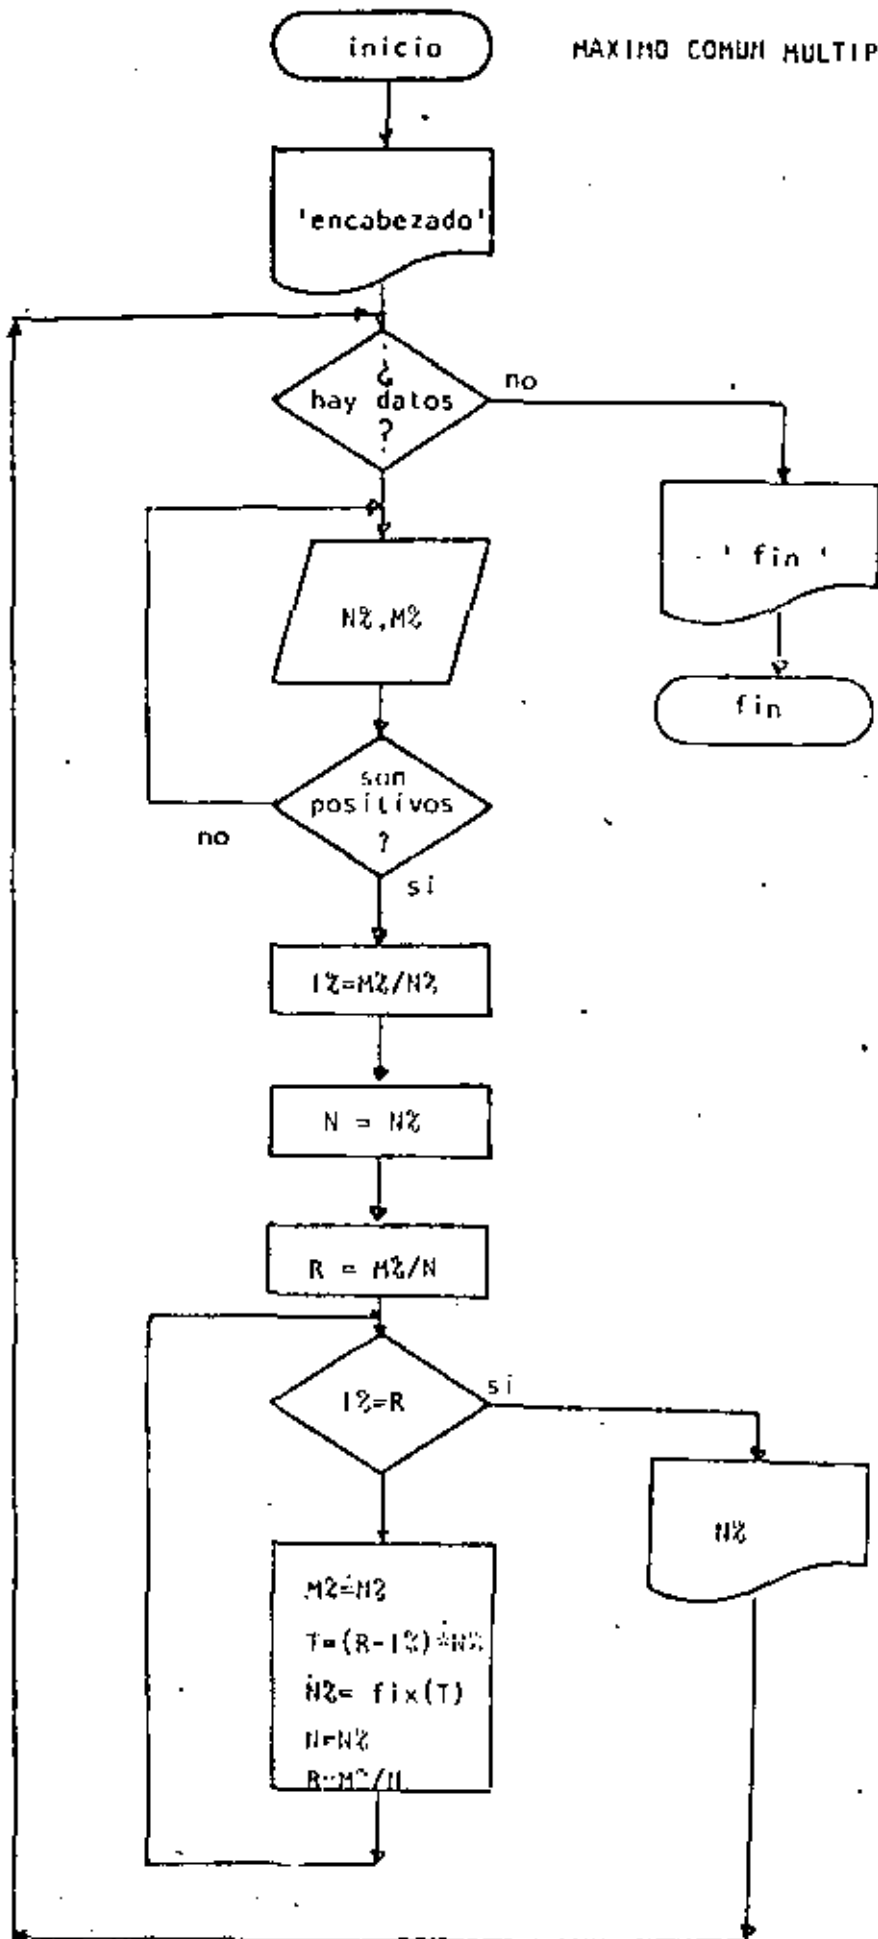 inicio
MAXIMO COMUN MULTIP
'encabezado'
¿
hay datos
?
no
' fin '
N%,M%
fin
son
positivos
?
no
si
I%=M%/N%
N = N%
R = M%/N
I%=R
si
N%
M%=N%
T=(R-I%)*N%
N%= fix(T)
N=N%
R=M%/N